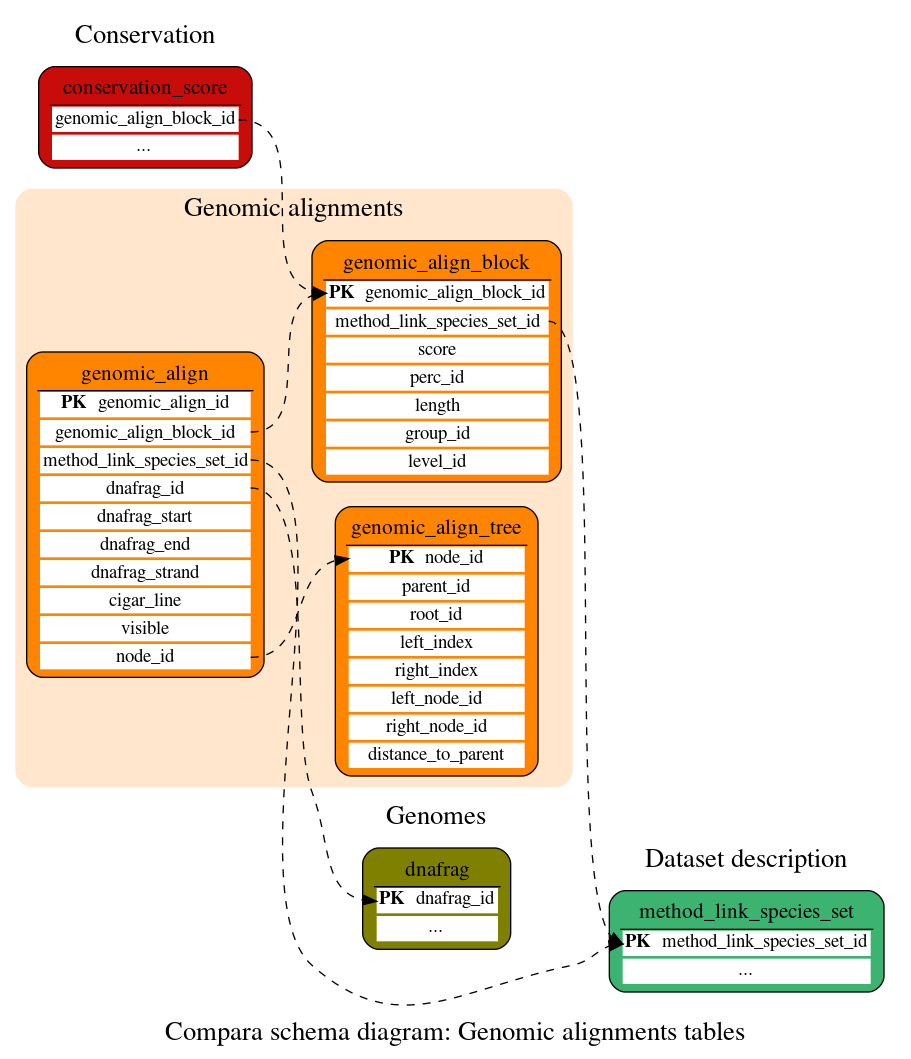 Conservation
conservation_score
genomic_align_block_id
...
Genomic alignments
genomic_align_block
PK genomic_align_block_id
method_link_species_set_id
score
perc_id
length
group_id
level_id
genomic_align
PK genomic_align_id
genomic_align_block_id
method_link_species_set_id
dnafrag_id
dnafrag_start
dnafrag_end
dnafrag_strand
cigar_line
visible
node_id
genomic_align_tree
PK node_id
parent_id
root_id
left_index
right_index
left_node_id
right_node_id
distance_to_parent
Genomes
dnafrag
PK dnafrag_id
...
Dataset description
method_link_species_set
PK method_link_species_set_id
...
Compara schema diagram: Genomic alignments tables